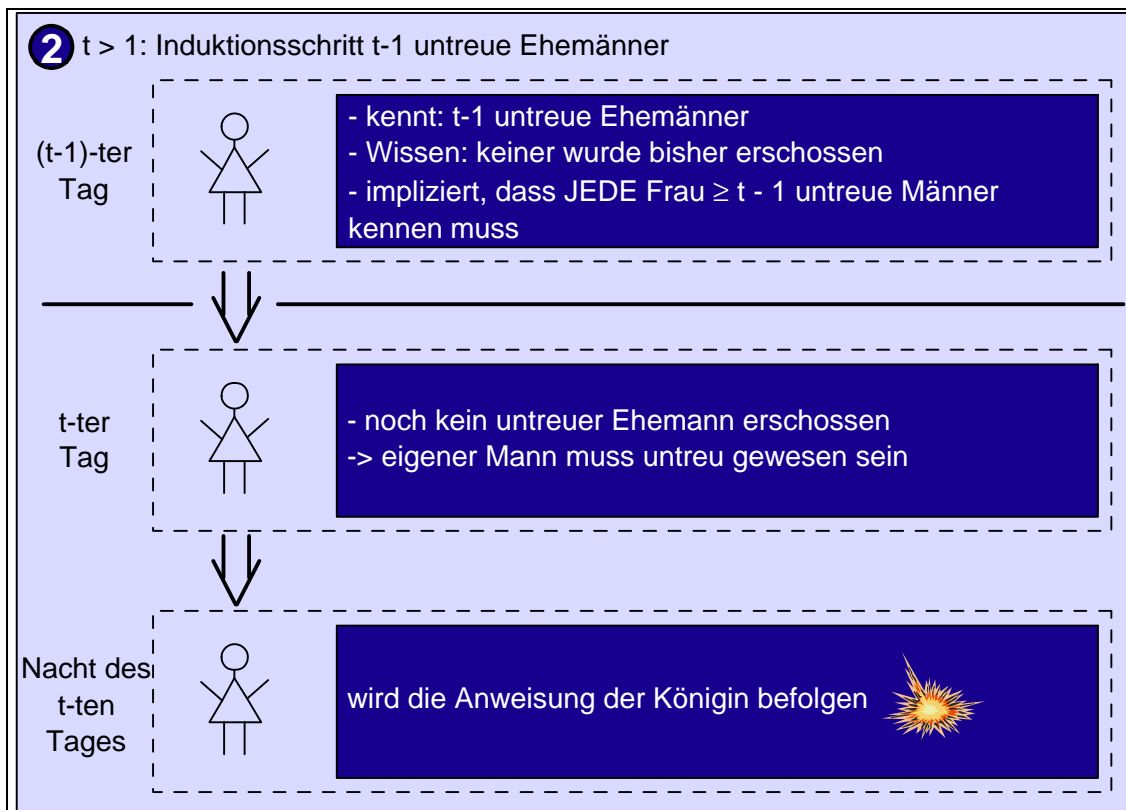 2 t > 1: Induktionsschritt t-1 untreue Ehemänner
(t-1)-ter
Tag
- kennt: t-1 untreue Ehemänner
- Wissen: keiner wurde bisher erschossen
- impliziert, dass JEDE Frau ≥ t - 1 untreue Männer
kennen muss
t-ter
Tag
- noch kein untreuer Ehemann erschossen
-> eigener Mann muss untreu gewesen sein
Nacht des
t-ten
Tages
wird die Anweisung der Königin befolgen